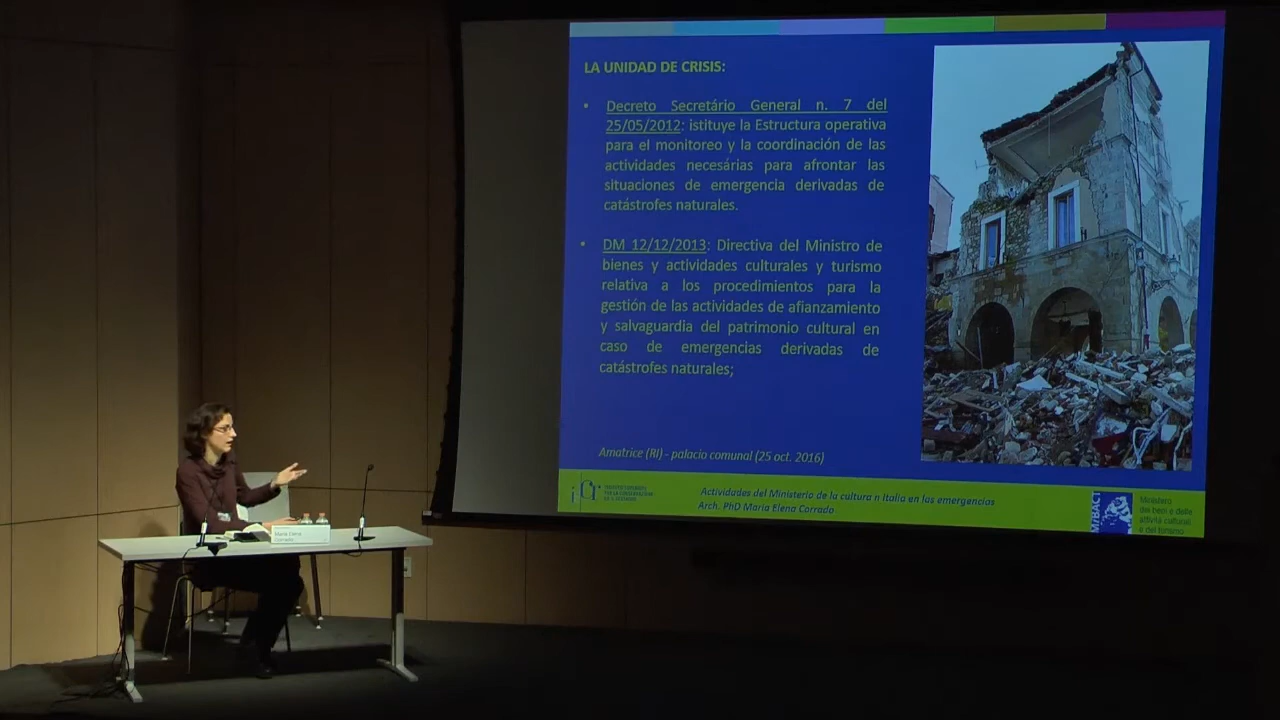 LA UNIDAD DE CRISIS:
▪ Decreto Secretário General n. 7 del
25/05/2012: istituye la Estructura operativa
para el monitoreo y la coordinación de las
actividades necesárias para afrontar las
situaciones de emergencia derivadas de
catástrofes naturales.
▪ DM 12/12/2013: Directiva del Ministro de
bienes y actividades culturales y turismo
relativa a los procedimientos para la
gestión de las actividades de afianzamiento
y salvaguardia del patrimonio cultural en
caso de emergencias derivadas de
catástrofes naturales;
Amatrice (RI) - palacio comunal (25 oct. 2016)
icr
Actividades del Ministerio de la cultura n Italia en las emergencias
Arch. PhD Maria Elena Corrado
MiBACT
Ministero
dei beni e delle
attività culturali
e del turismo
Maria Elena
Corrado